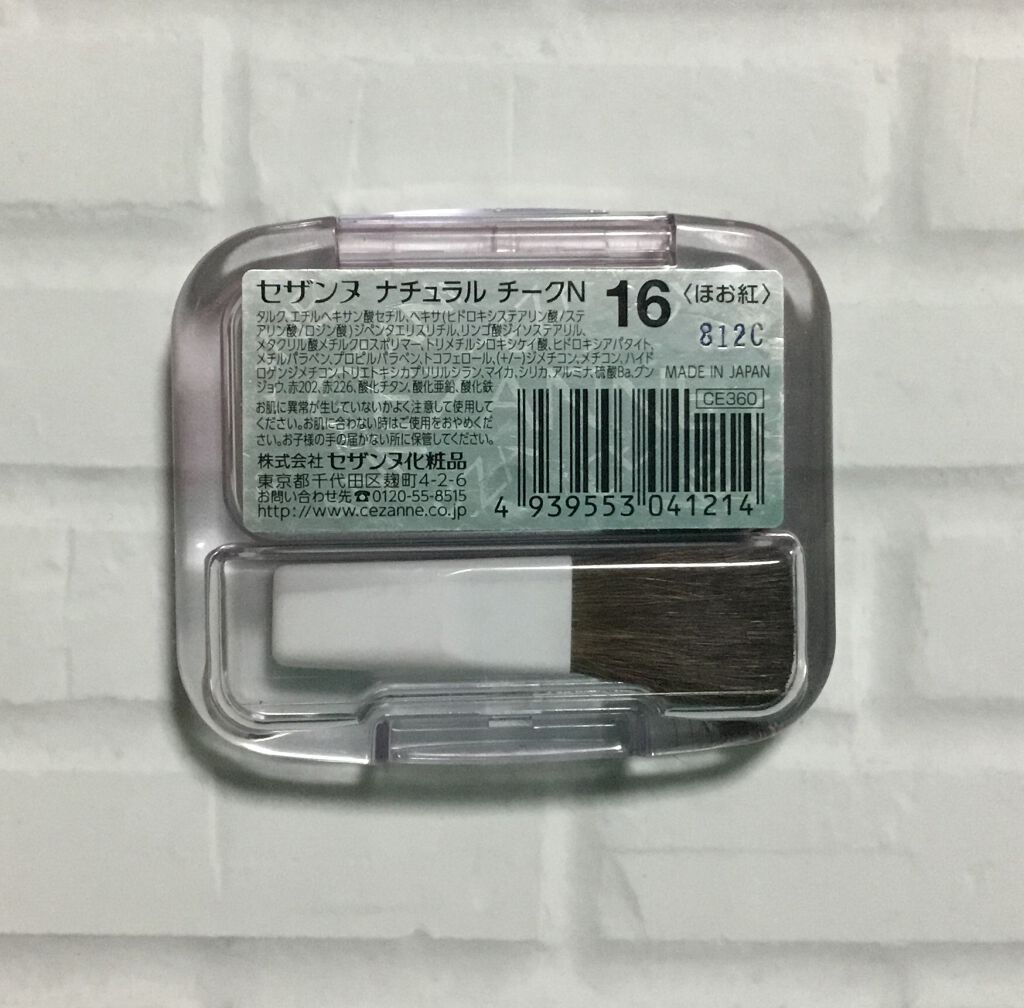 セザンヌ ナチュラル チークN 16 〈ほお紅〉
タルク、エチルヘキサン酸セチル、ヘキサ(ヒドロキシステアリン酸/ステ
アリン酸/ロジン酸)ジペンタエリスリチル、リンゴ酸ジイソステアリル、
メタクリル酸メチルクロスポリマー、トリメチルシロキシケイ酸、ヒドロキシアパタイト、
メチルパラベン、プロピルパラベン、トコフェロール、(+/-)ジメチコン、メチコン、ハイド
ロゲンジメチコン、トリエトキシカプリリルシラン、マイカ、シリカ、アルミナ、硫酸Ba、グン
ジョウ、赤202、赤226、酸化チタン、酸化亜鉛、酸化鉄
812C
MADE IN JAPAN
CE360
お肌に異常が生じていないかよく注意して使用して
ください。お肌に合わない時はご使用をおやめくだ
さい。お子様の手の届かない所に保管してください。
株式会社 セザンヌ化粧品
東京都千代田区麹町4-2-6
お問い合わせ先☎0120-55-8515
http://www.cezanne.co.jp
4 939553 041214